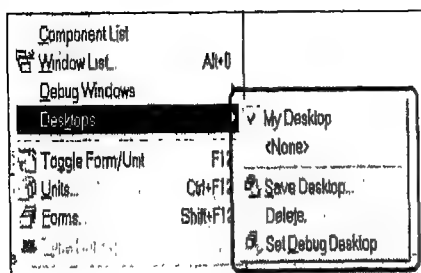 Component List
Window List... Alt+0
Debug Windows
Desktops
Toggle Form/Unit F12
Units... Ctrl+F12
Forms... Shift+F12
My Desktop
<None>
Save Desktop...
Delete...
Set Debug Desktop